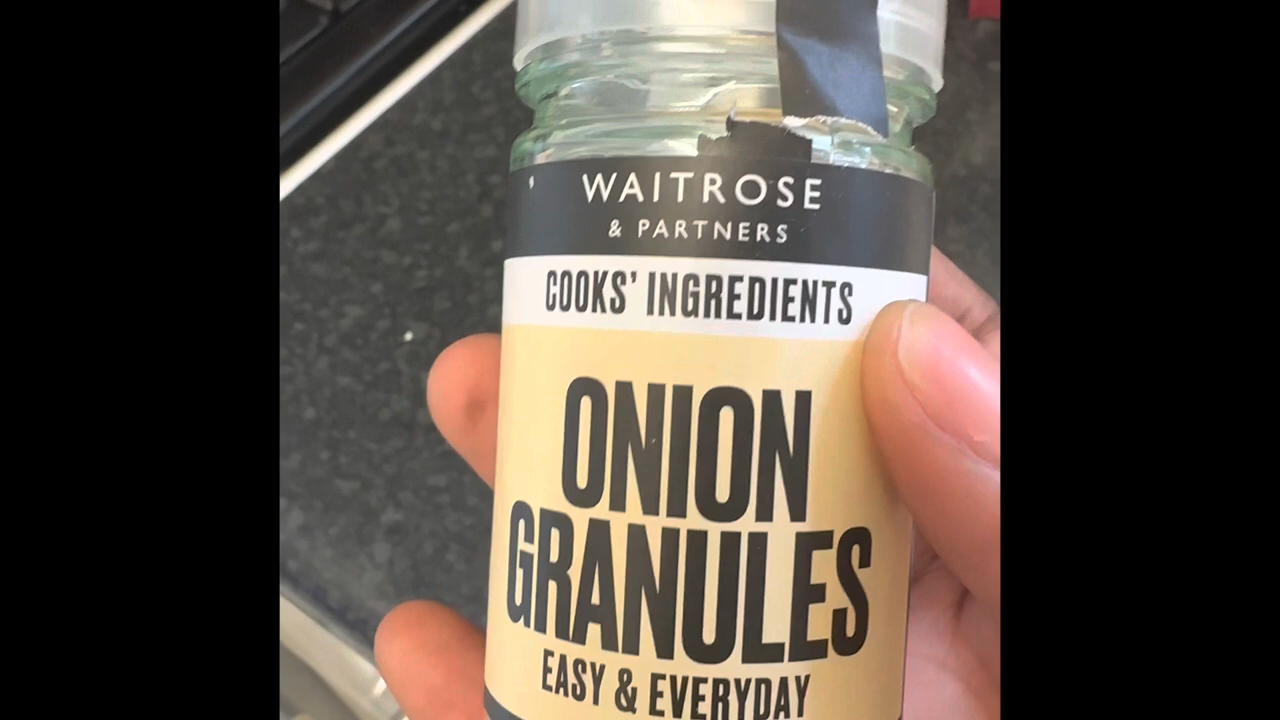 WAITROSE
& PARTNERS
COOKS' INGREDIENTS
ONION
GRANULES
EASY & EVERYDAY